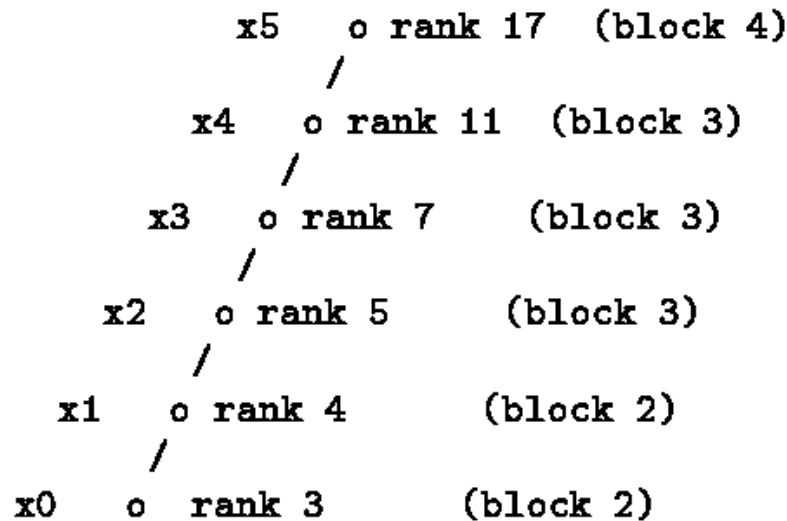 x5 o rank 17 (block 4)
/
x4 o rank 11 (block 3)
/
x3 o rank 7 (block 3)
/
x2 o rank 5 (block 3)
/
x1 o rank 4 (block 2)
/
x0 o rank 3 (block 2)